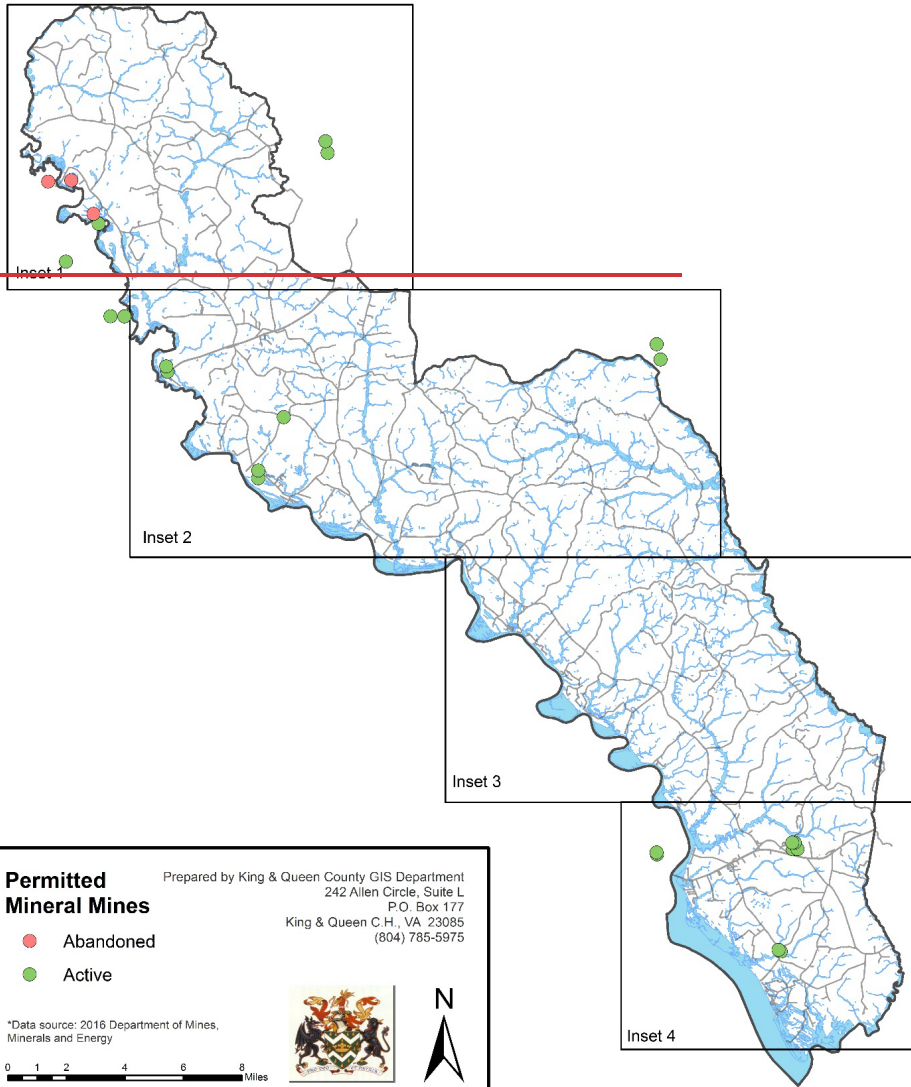 Inset 1
Inset 2
Inset 3
Inset 4
Permitted
Mineral Mines
Abandoned
Active
Prepared by King & Queen County GIS Department
242 Allen Circle, Suite L
P.O. Box 177
King & Queen C.H., VA 23085
(804) 785-5975
*Data source: 2016 Department of Mines,
Minerals and Energy
N
0 1 2 4 6 8
Miles